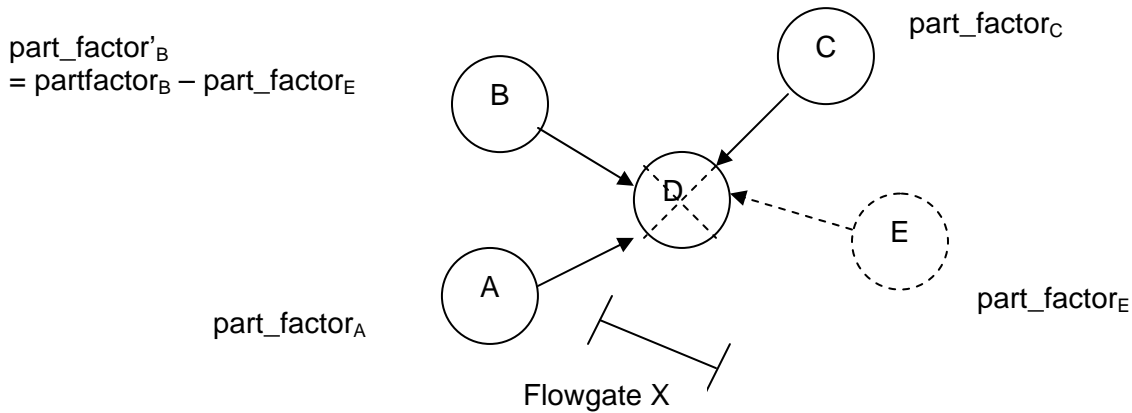 part_factor’B
= partfactorB – part_factorE
B
C
part_factorC
D
E
A
part_factorE
part_factorA
Flowgate X